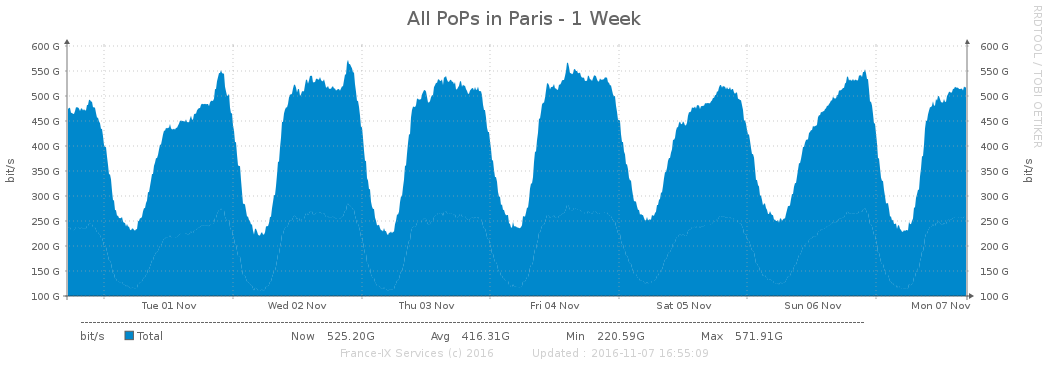 All PoPs in Paris - 1 Week
RRDTOOL / TOBI OETIKER
600 G 600 G
550 G 550 G
500 G 500 G
450 G 450 G
400 G 400 G
350 G 350 G
300 G 300 G
250 G 250 G
200 G 200 G
150 G 150 G
100 G 100 G
bit/s bit/s
Tue 01 Nov Wed 02 Nov Thu 03 Nov Fri 04 Nov Sat 05 Nov Sun 06 Nov Mon 07 Nov
bit/s Total Now 525.20G Avg 416.31G Min 220.59G Max 571.91G
France-IX Services (c) 2016 Updated : 2016-11-07 16:55:09